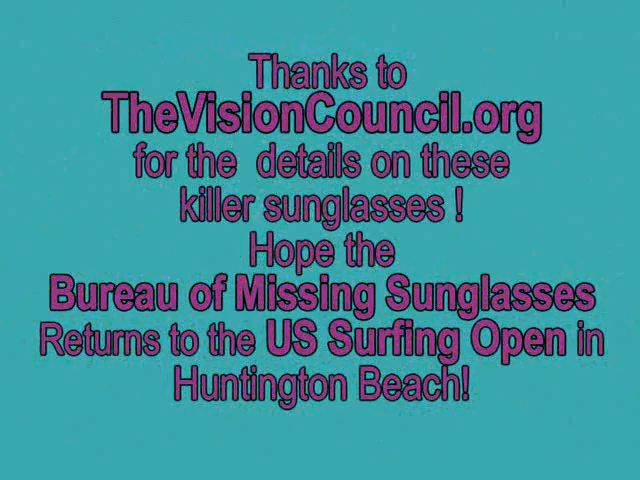 Thanks to
TheVisionCouncil.org
for the details on these
killer sunglasses !
Hope the
Bureau of Missing Sunglasses
Returns to the US Surfing Open in
Huntington Beach!